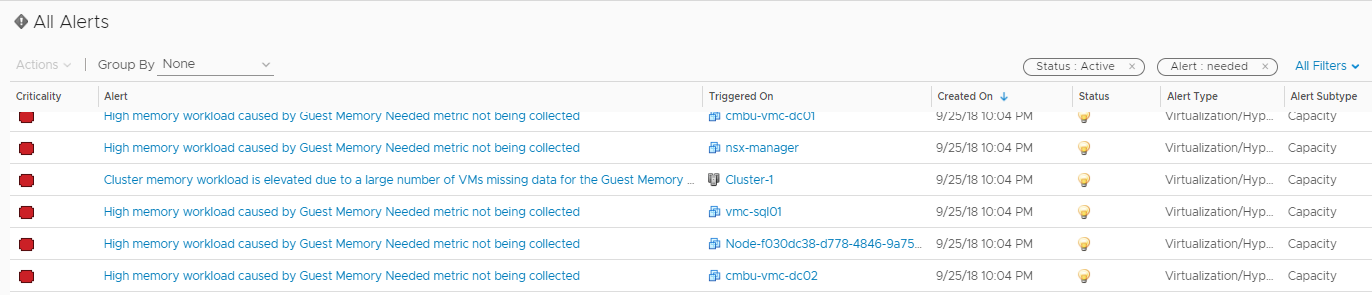 All Alerts
Actions Group By None Status : Active × Alert : needed × All Filters
Criticality Alert Triggered On Created On Status Alert Type Alert Subtype
High memory workload caused by Guest Memory Needed metric not being collected cmbu-vmc-dc01 9/25/18 10:04 PM Virtualization/Hyp... Capacity
High memory workload caused by Guest Memory Needed metric not being collected nsx-manager 9/25/18 10:04 PM Virtualization/Hyp... Capacity
Cluster memory workload is elevated due to a large number of VMs missing data for the Guest Memory ... Cluster-1 9/25/18 10:04 PM Virtualization/Hyp... Capacity
High memory workload caused by Guest Memory Needed metric not being collected vmc-sql01 9/25/18 10:04 PM Virtualization/Hyp... Capacity
High memory workload caused by Guest Memory Needed metric not being collected Node-f030dc38-d778-4846-9a75... 9/25/18 10:04 PM Virtualization/Hyp... Capacity
High memory workload caused by Guest Memory Needed metric not being collected cmbu-vmc-dc02 9/25/18 10:04 PM Virtualization/Hyp... Capacity